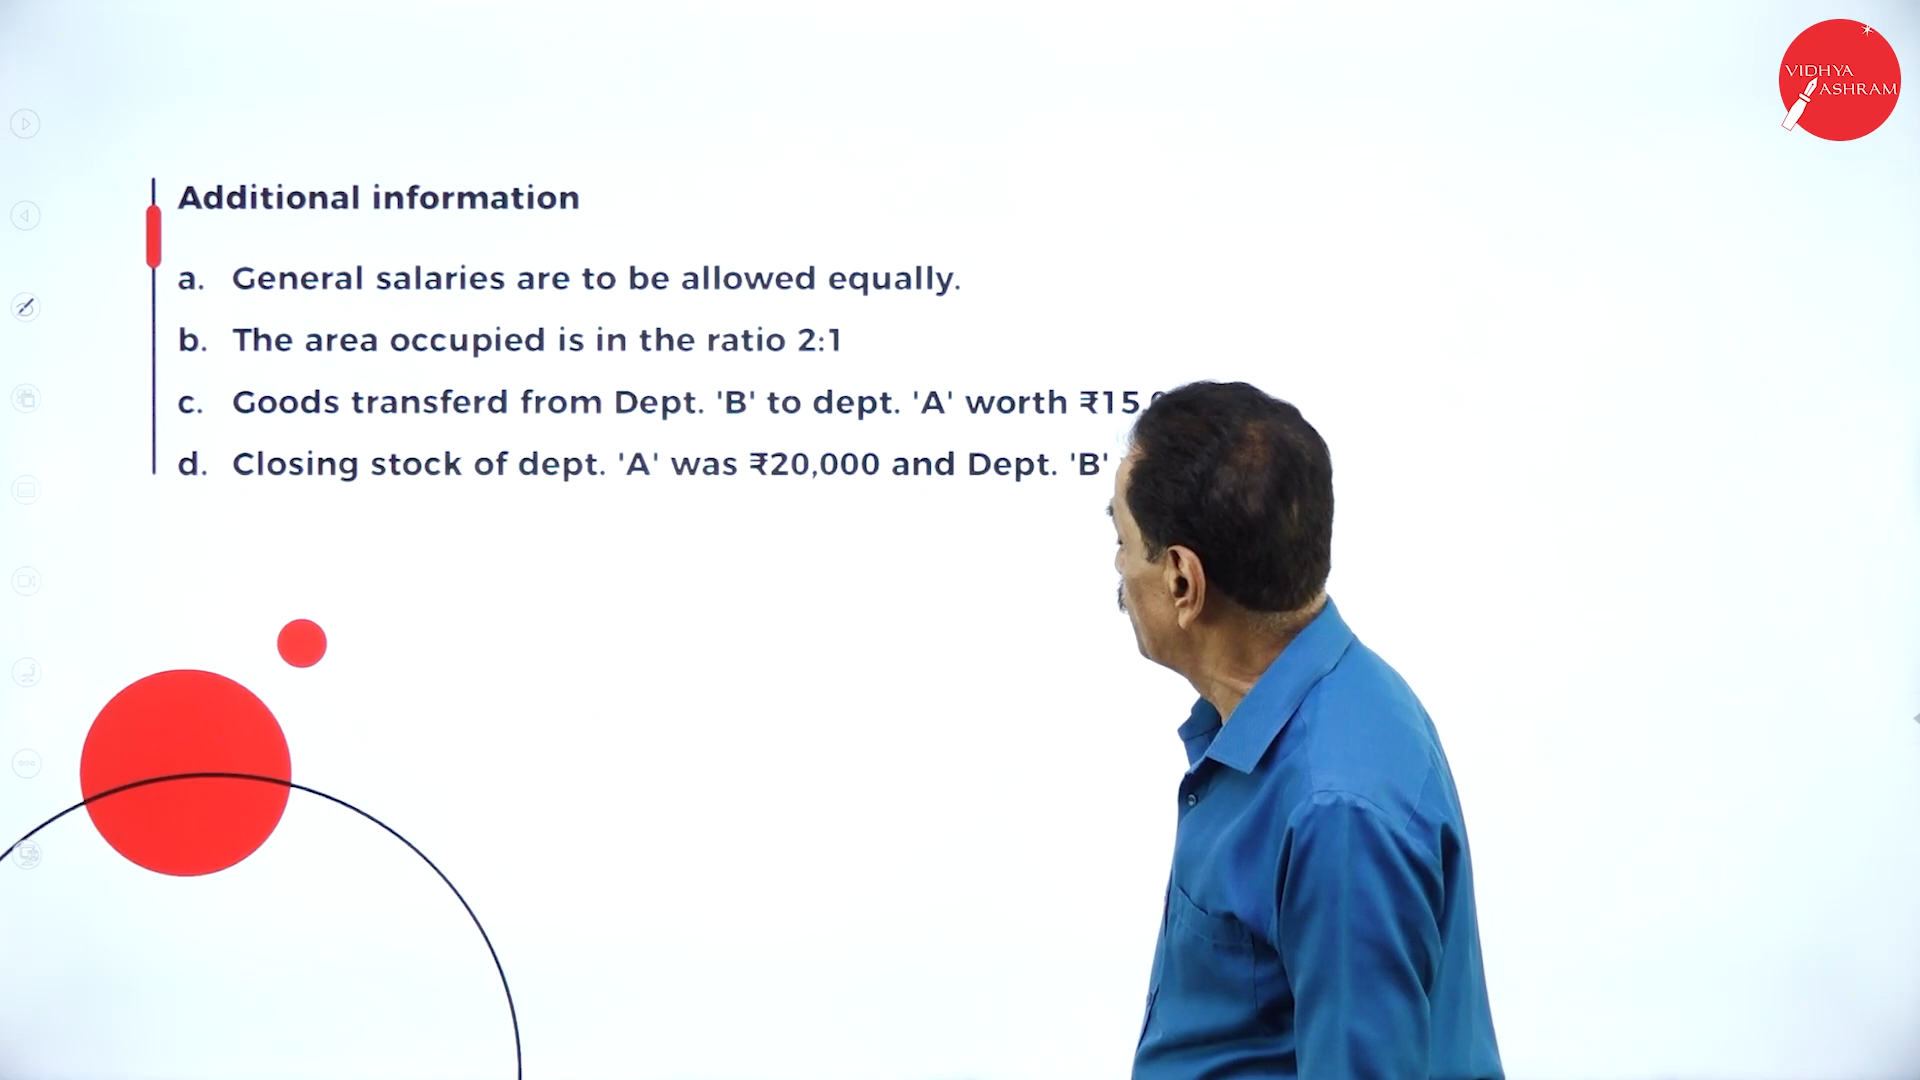 VIDHYA
ASHRAM
Additional information
a. General salaries are to be allowed equally.
b. The area occupied is in the ratio 2:1
c. Goods transferd from Dept. 'B' to dept. 'A' worth
d. Closing stock of dept. 'A' was ₹20,000 and Dept. 'B'